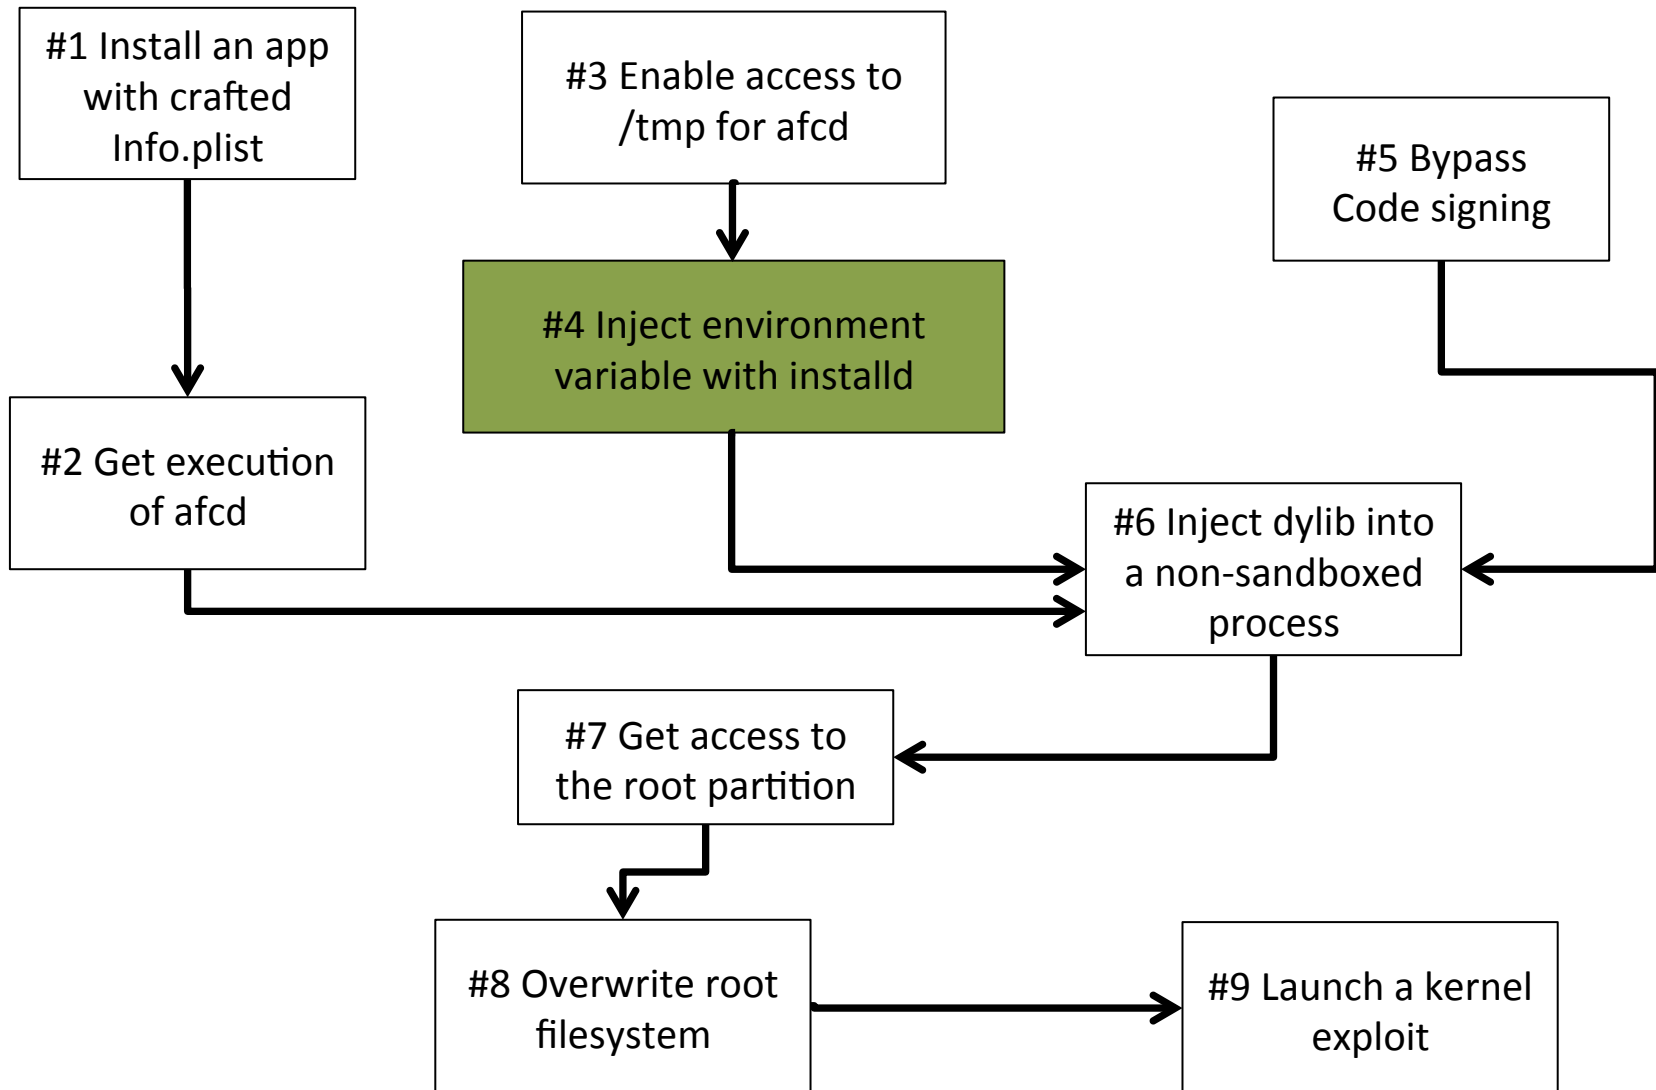 #1 Install an app
with crafted
Info.plist
#3 Enable access to
/tmp for afcd
#5 Bypass
Code signing
#4 Inject environment
variable with installd
#2 Get execution
of afcd
#6 Inject dylib into
a non-sandboxed
process
#7 Get access to
the root partition
#8 Overwrite root
filesystem
#9 Launch a kernel
exploit